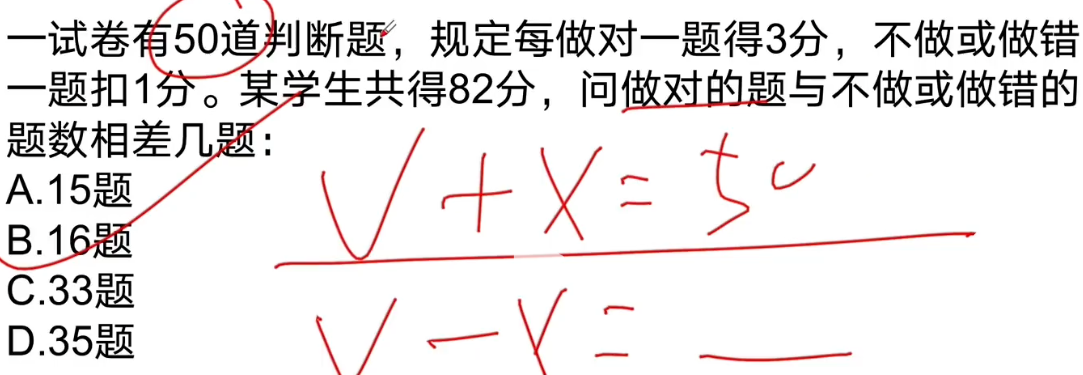 一试卷有50道判断题，规定每做对一题得3分，不做或做错
一题扣1分。某学生共得82分，问做对的题与不做或做错的
题数相差几题：
A.15题
B.16题
C.33题
D.35题
√+×=50
√-×=